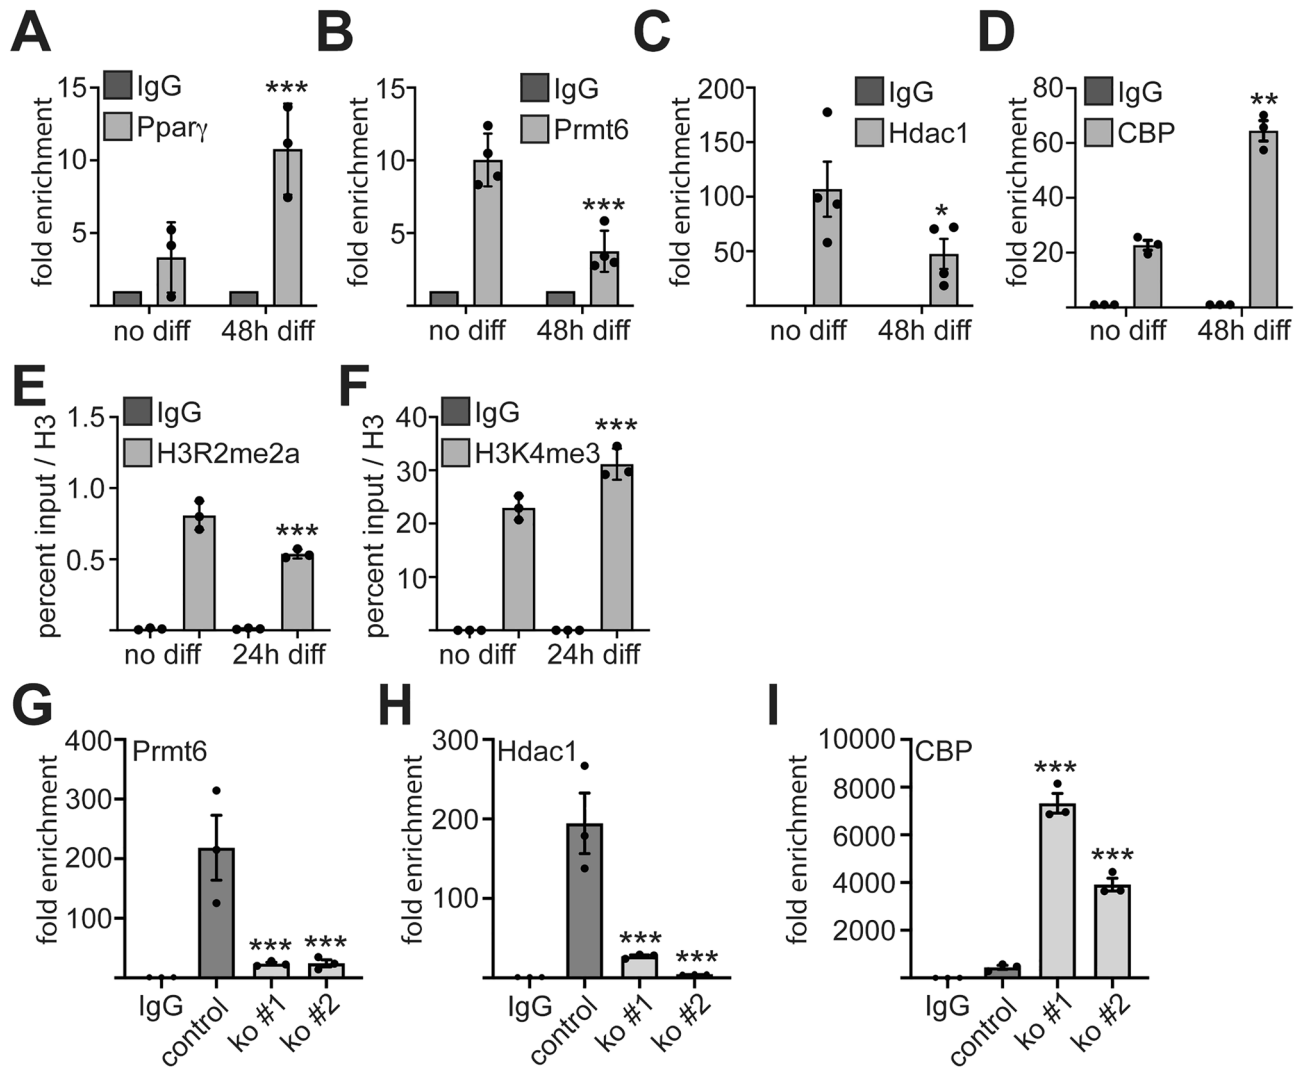 A
fold enrichment
15
10
5
IgG
Pparγ
***
no diff
48h diff
B
fold enrichment
15
10
5
IgG
Prmt6
***
no diff
48h diff
C
fold enrichment
200
150
100
50
IgG
Hdac1
*
no diff
48h diff
D
fold enrichment
80
60
40
20
IgG
CBP
**
no diff
48h diff
E
percent input / H3
1.5
1.0
0.5
IgG
H3R2me2a
***
no diff
24h diff
F
percent input / H3
40
30
20
10
IgG
H3K4me3
***
no diff
24h diff
G
fold enrichment
400
300
200
100
Prmt6
***
***
IgG
control
ko #1
ko #2
H
fold enrichment
300
200
100
Hdac1
***
***
IgG
control
ko #1
ko #2
I
fold enrichment
10000
8000
6000
4000
2000
CBP
***
***
IgG
control
ko #1
ko #2